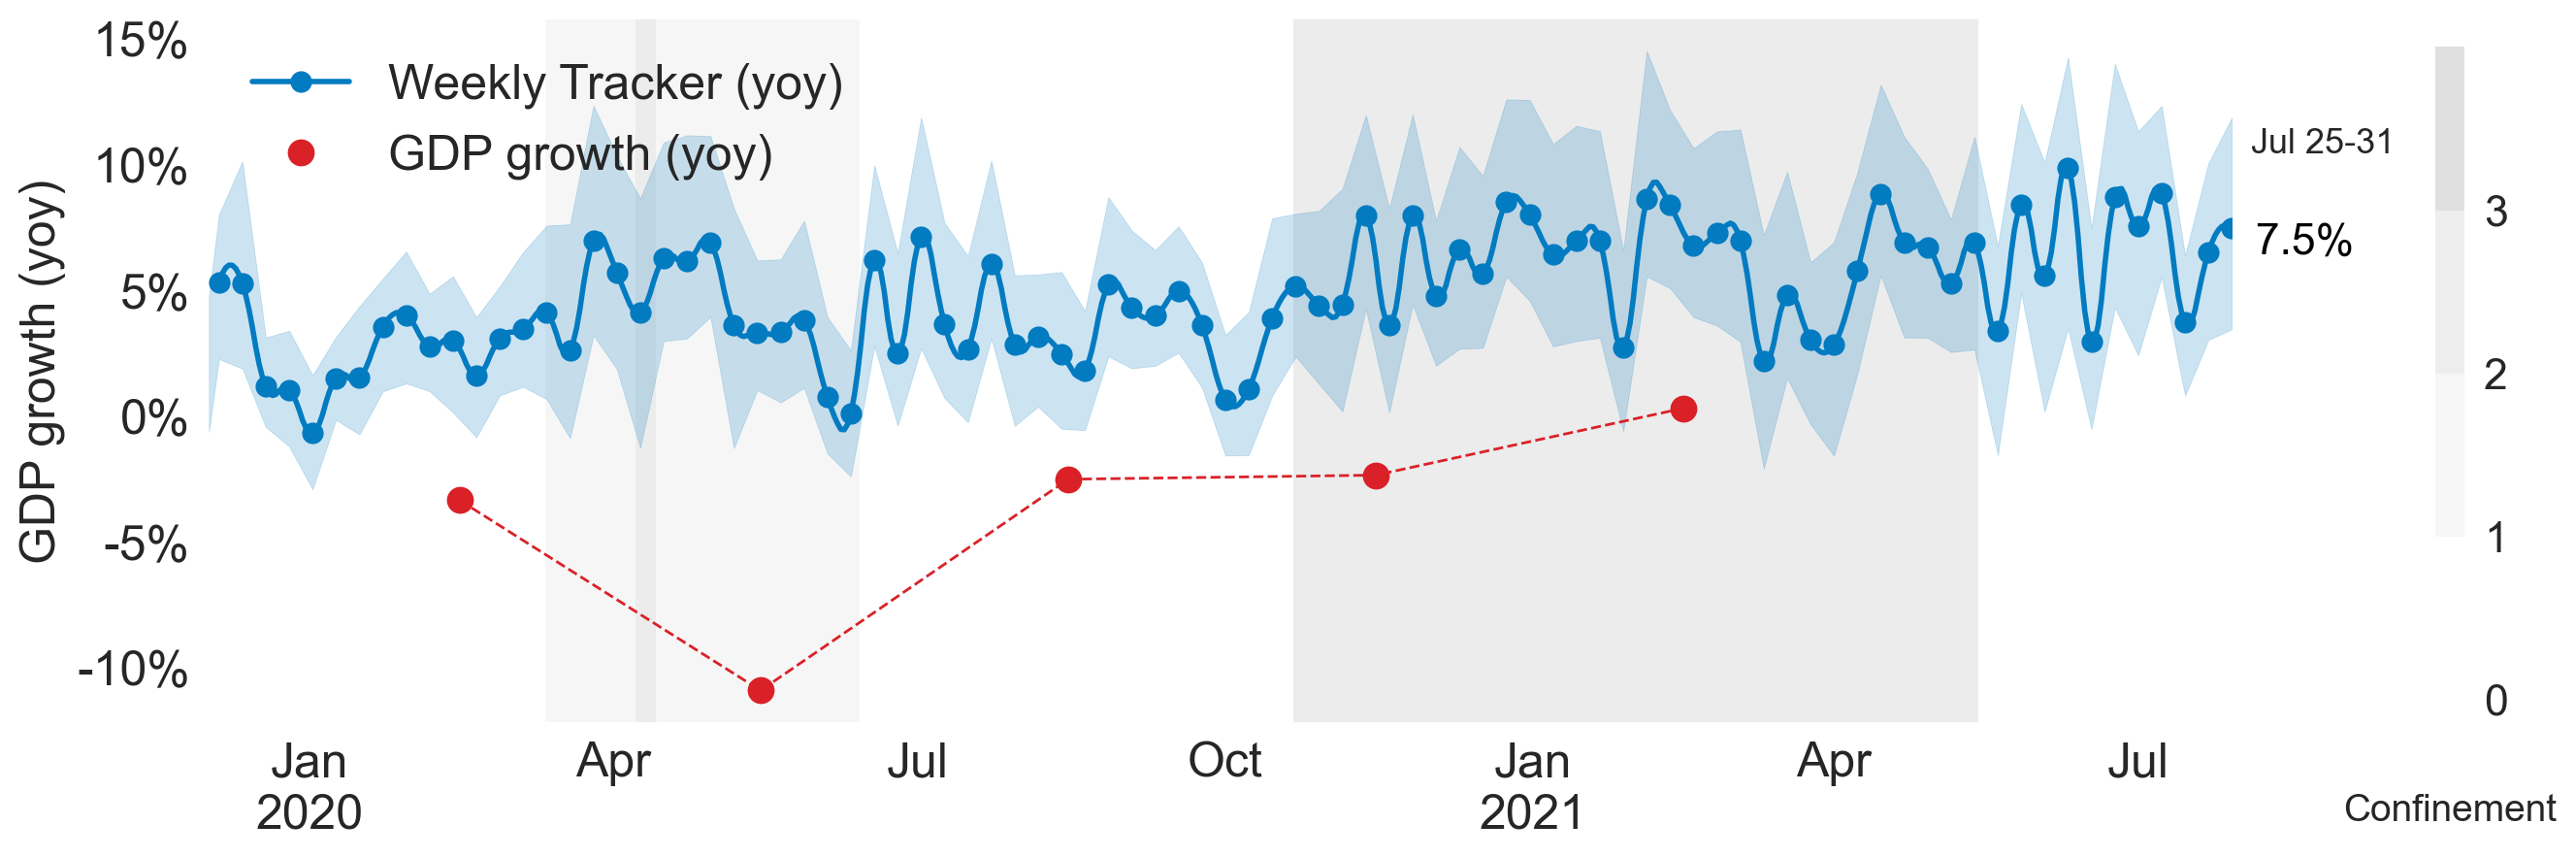 15%
10%
5%
0%
-5%
-10%
GDP growth (yoy)
Weekly Tracker (yoy)
GDP growth (yoy)
Jul 25-31
7.5%
3
2
1
0
Jan Apr Jul Oct Jan Apr Jul
2020 2021
Confinement